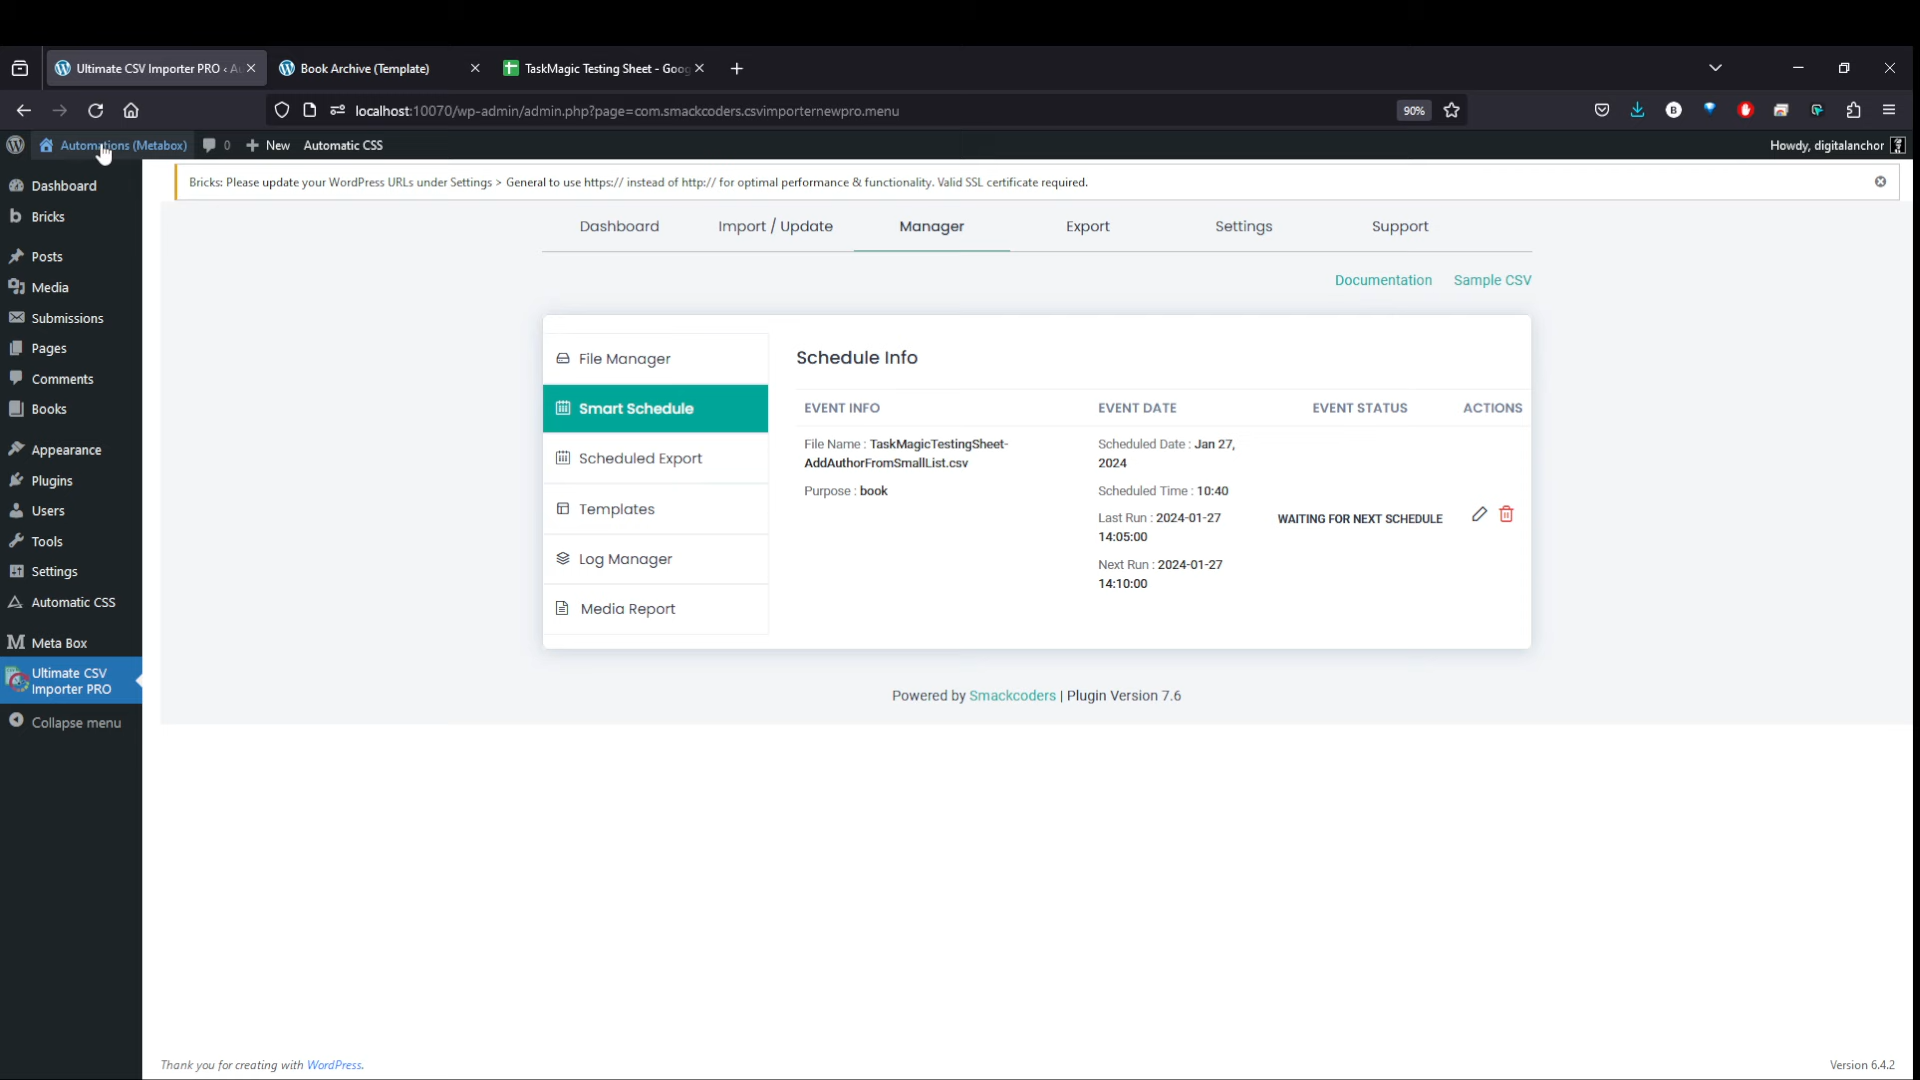 Ultimate CSV Importer PRO ‹ A
Book Archive (Template)
TaskMagic Testing Sheet - Goog
localhost:10070/wp-admin/admin.php?page=com.smackcoders.csvimporternewpro.menu
90%
Automations (Metabox)
0
New
Automatic CSS
Howdy, digitalanchor
Bricks: Please update your WordPress URLs under Settings > General to use https:// instead of http:// for optimal performance & functionality. Valid SSL certificate required.
Dashboard
Bricks
Posts
Media
Submissions
Pages
Comments
Books
Appearance
Plugins
Users
Tools
Settings
Automatic CSS
Meta Box
Ultimate CSV
Importer PRO
Collapse menu
Dashboard
Import / Update
Manager
Export
Settings
Support
Documentation
Sample CSV
File Manager
Smart Schedule
Scheduled Export
Templates
Log Manager
Media Report
Schedule Info
EVENT INFO
EVENT DATE
EVENT STATUS
ACTIONS
File Name : TaskMagicTestingSheet-
AddAuthorFromSmallList.csv
Purpose : book
Scheduled Date : Jan 27,
2024
Scheduled Time : 10:40
Last Run : 2024-01-27
14:05:00
Next Run : 2024-01-27
14:10:00
WAITING FOR NEXT SCHEDULE
Powered by Smackcoders | Plugin Version 7.6
Thank you for creating with WordPress.
Version 6.4.2